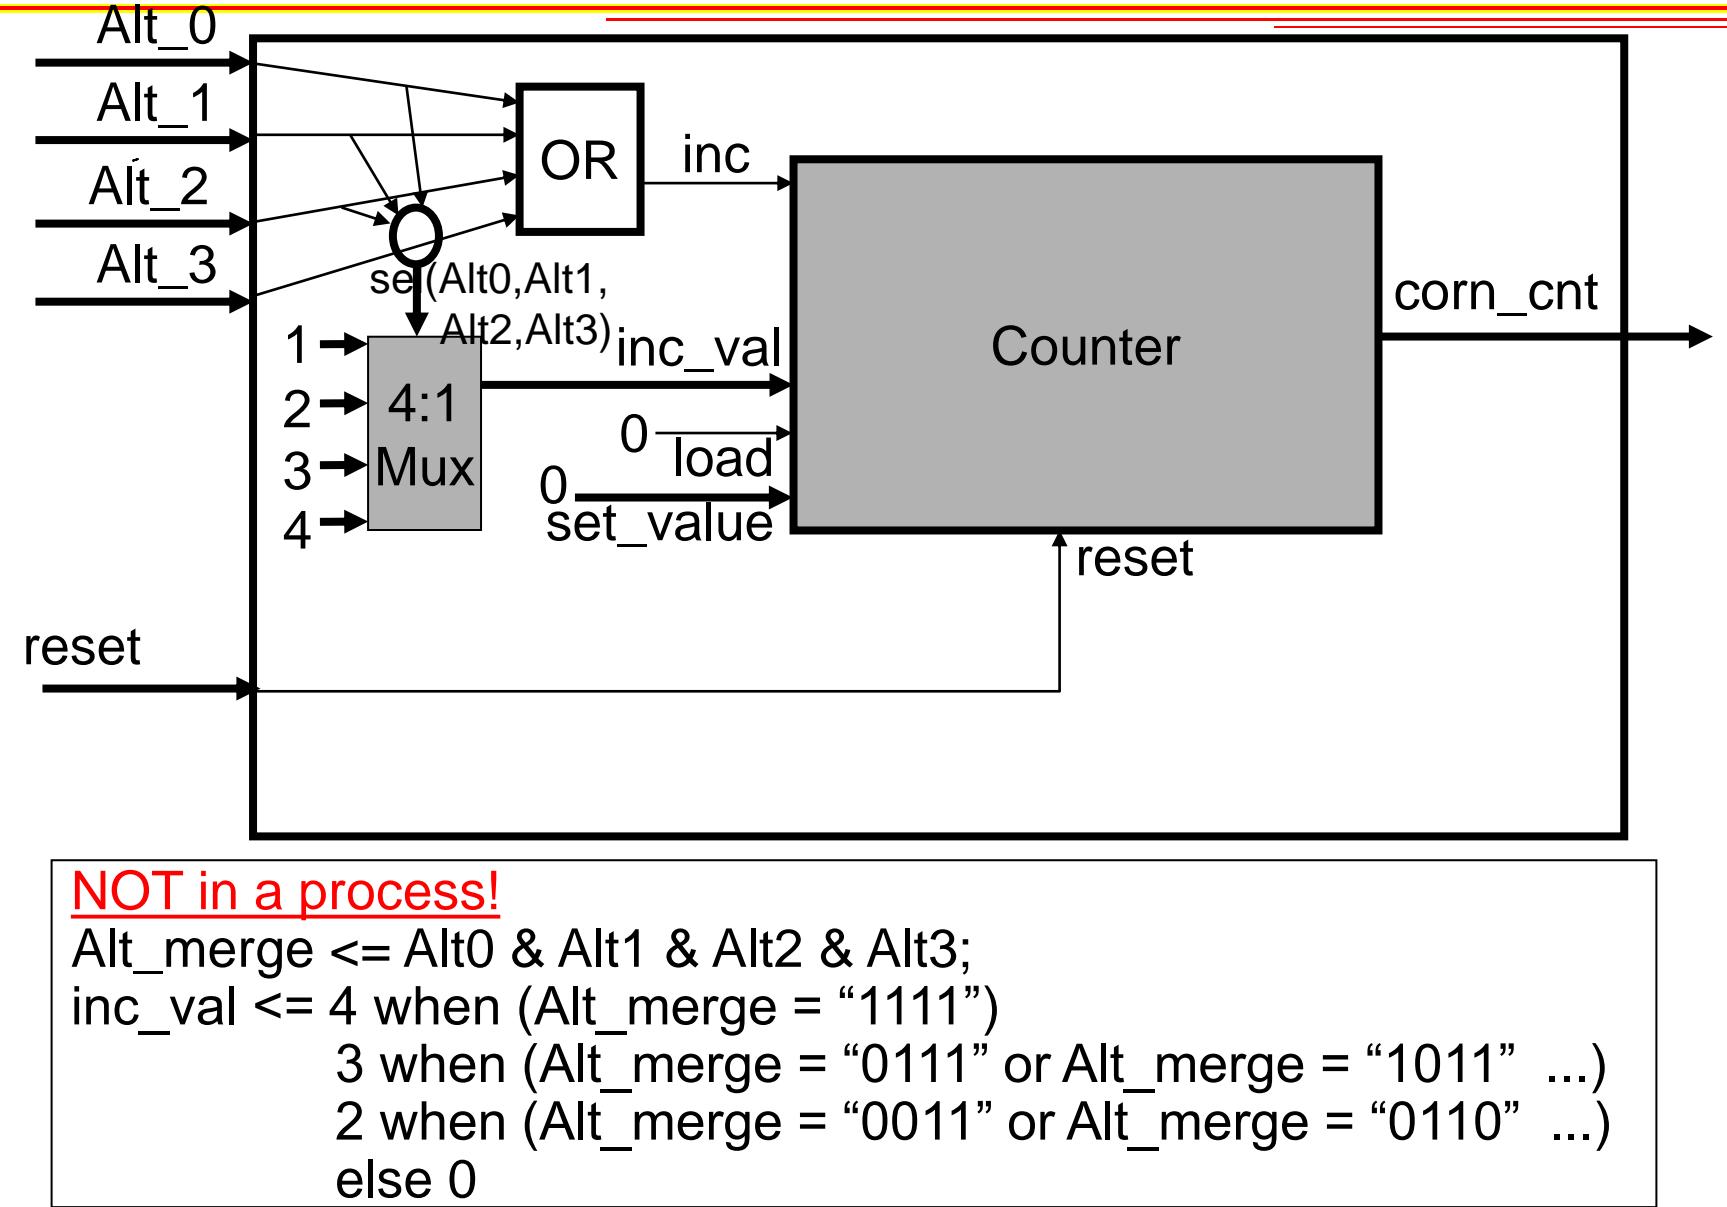 Alt_0
Alt_1
Alt_2
Alt_3
OR
inc
sel(Alt0,Alt1,
Alt2,Alt3)
1
2
3
4
4:1
Mux
inc_val
0
load
0
set_value
Counter
corn_cnt
reset
reset
NOT in a process!
Alt_merge <= Alt0 & Alt1 & Alt2 & Alt3;
inc_val <= 4 when (Alt_merge = “1111”)
3 when (Alt_merge = “0111” or Alt_merge = “1011” ...)
2 when (Alt_merge = “0011” or Alt_merge = “0110” ...)
else 0